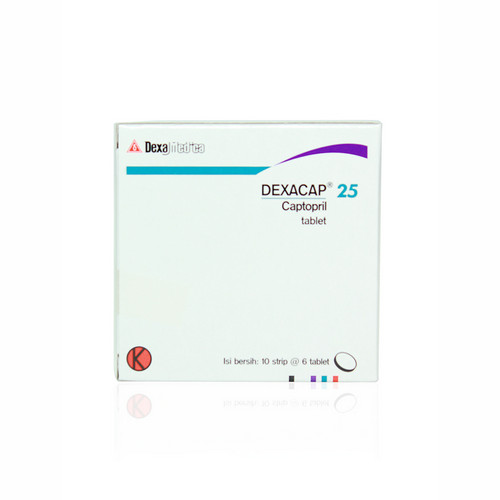 Dexa Medica
DEXACAP® 25
Captopril
tablet
K
Isi bersih: 10 strip @ 6 tablet